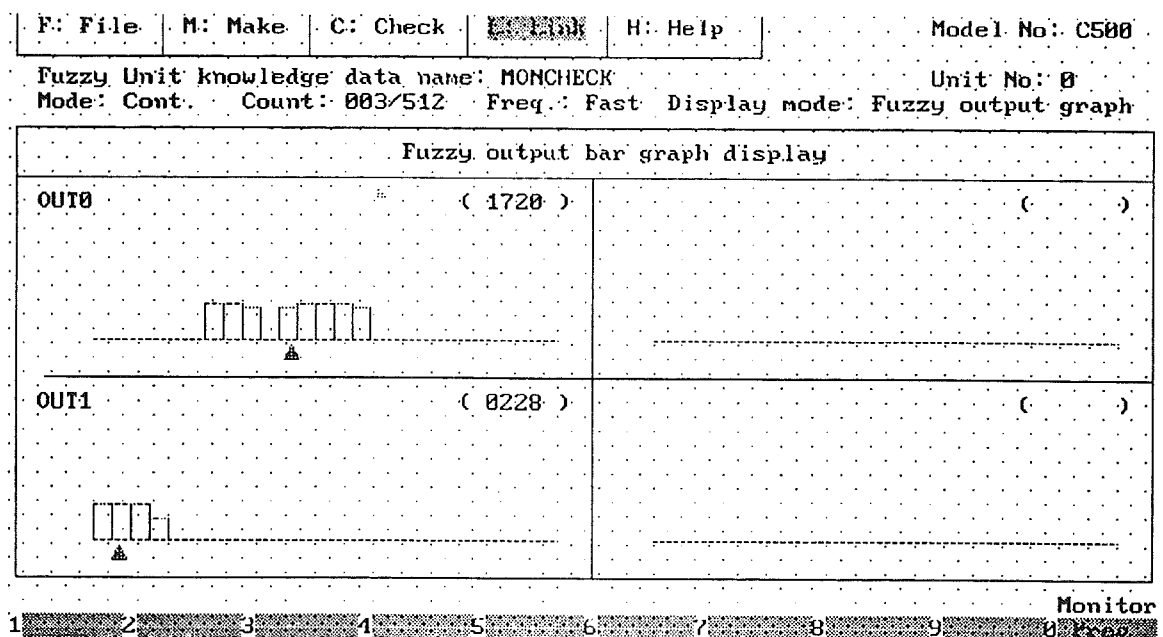 F: File M: Make C: Check L: Link H: Help Model No: C500
Fuzzy Unit knowledge data name: MONCHECK Unit No: 0
Mode: Cont. Count: 003/512 Freq.: Fast Display mode: Fuzzy output graph
Fuzzy output bar graph display
OUT0 ( 1720 ) ( )
OUT1 ( 0228 ) ( )
Monitor
1 2 3 4 5 6 7 8 9 0